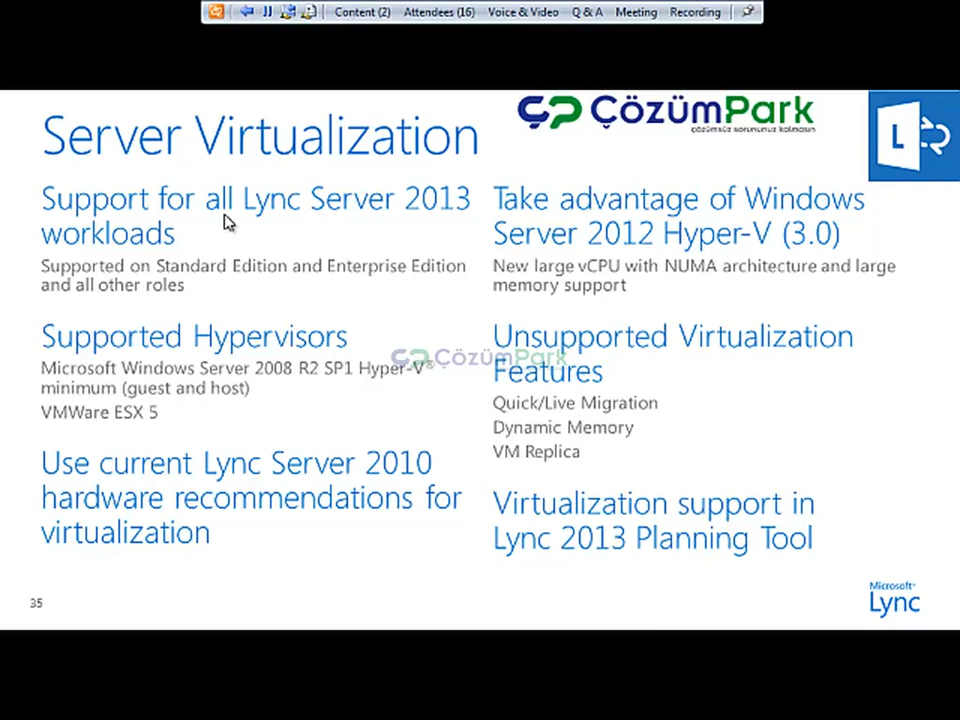 Content (2) Attendees (16) Voice & Video Q & A Meeting Recording
ÇözümPark
çözümsüz sorununuz kalmasın
Server Virtualization
Support for all Lync Server 2013
workloads
Supported on Standard Edition and Enterprise Edition
and all other roles
Supported Hypervisors
Microsoft Windows Server 2008 R2 SP1 Hyper-V®
minimum (guest and host)
VMWare ESX 5
Use current Lync Server 2010
hardware recommendations for
virtualization
Take advantage of Windows
Server 2012 Hyper-V (3.0)
New large vCPU with NUMA architecture and large
memory support
Unsupported Virtualization
Features
Quick/Live Migration
Dynamic Memory
VM Replica
Virtualization support in
Lync 2013 Planning Tool
ÇözümPark
35
Microsoft®
Lync